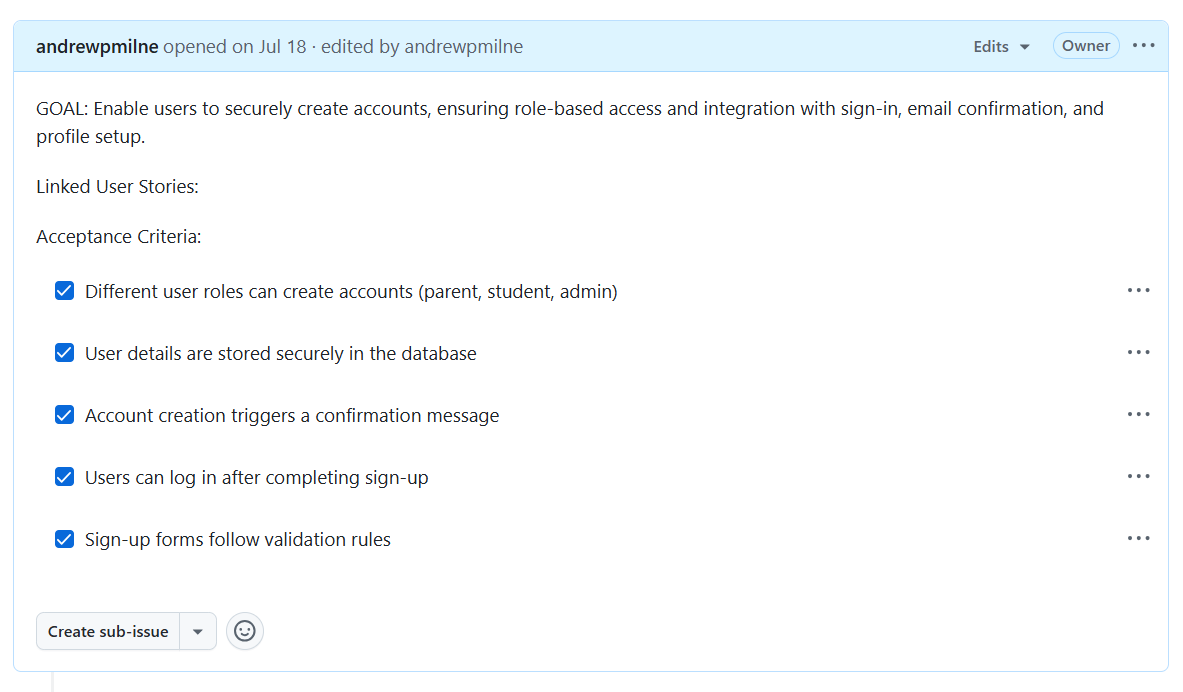 andrewpmilne opened on Jul 18 · edited by andrewpmilne Edits Owner
GOAL: Enable users to securely create accounts, ensuring role-based access and integration with sign-in, email confirmation, and
profile setup.
Linked User Stories:
Acceptance Criteria:
Different user roles can create accounts (parent, student, admin)
User details are stored securely in the database
Account creation triggers a confirmation message
Users can log in after completing sign-up
Sign-up forms follow validation rules
Create sub-issue